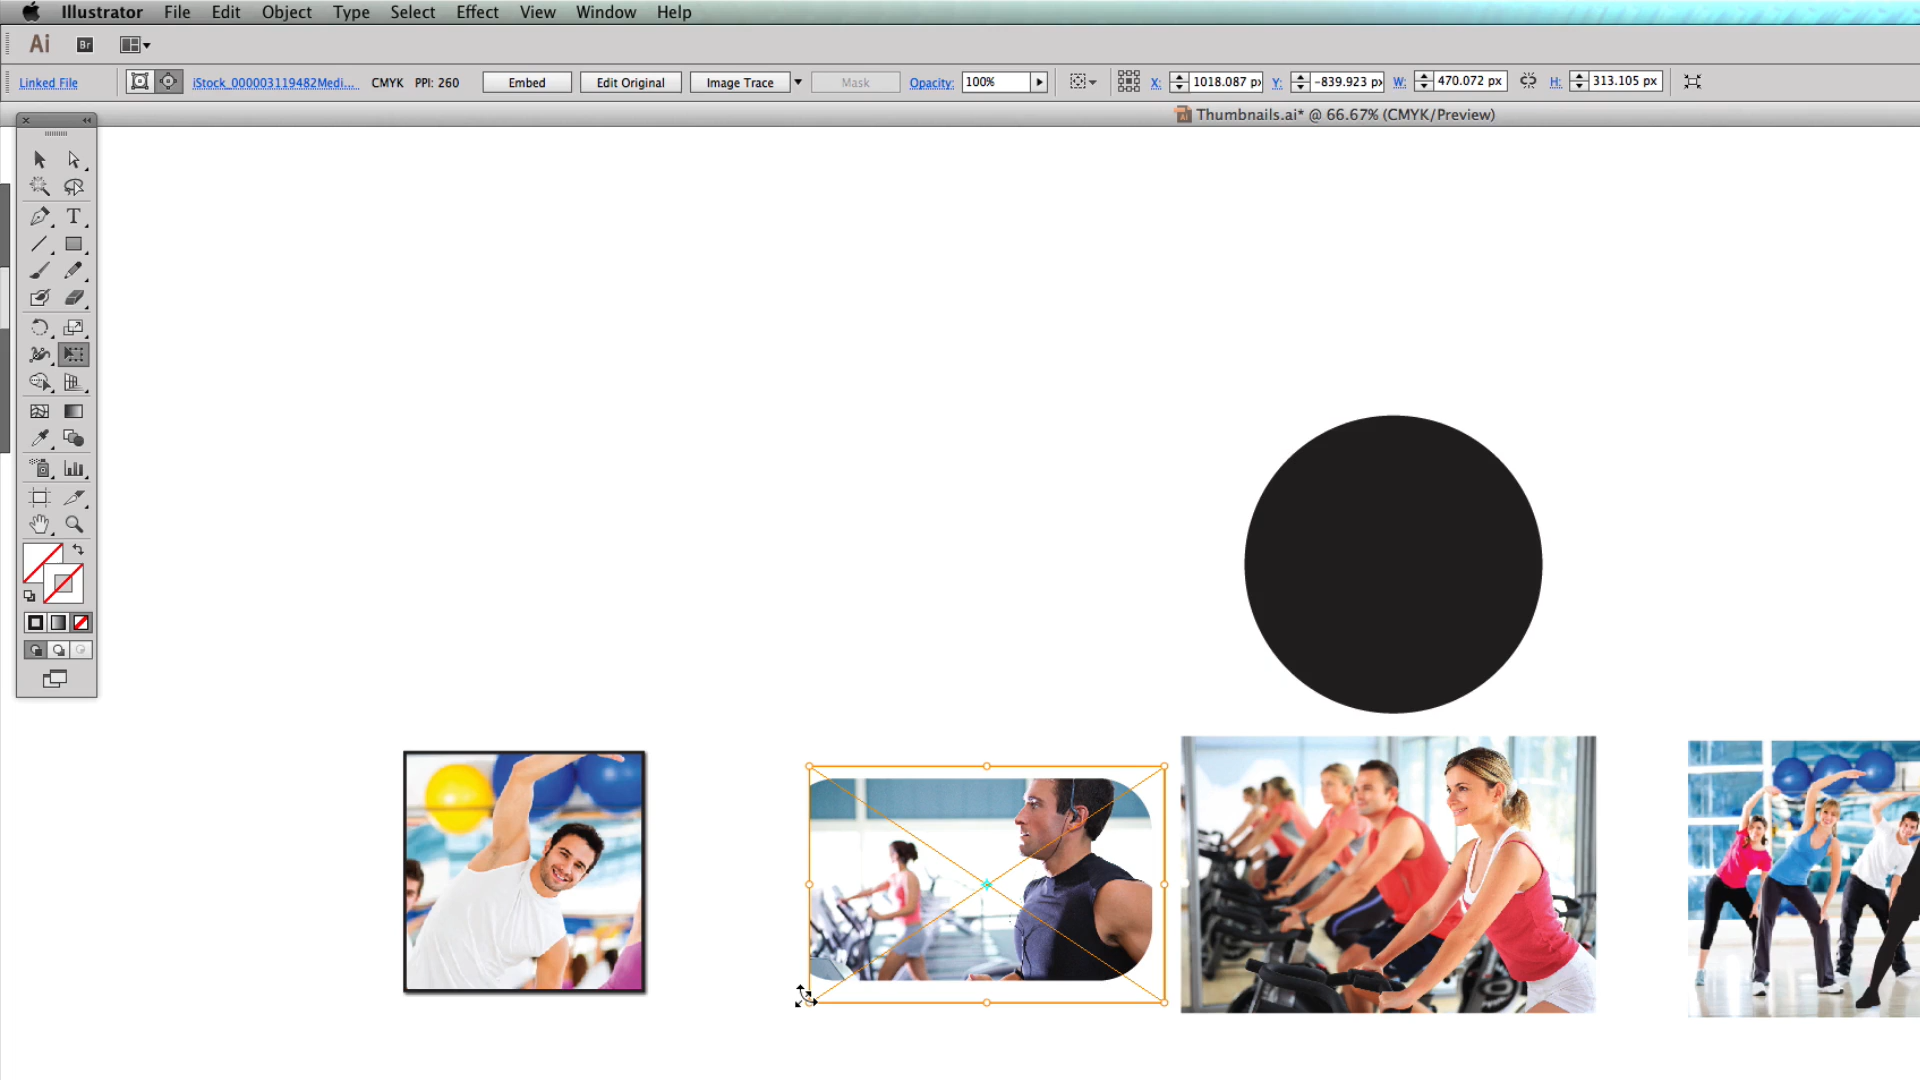 Illustrator File Edit Object Type Select Effect View Window Help
Ai Br
Linked File iStock_000003119482Medi... CMYK PPI: 260 Embed Edit Original Image Trace Mask Opacity: 100% X: 1018.087 px Y: -839.923 px W: 470.072 px H: 313.105 px
Thumbnails.ai* @ 66.67% (CMYK/Preview)
T